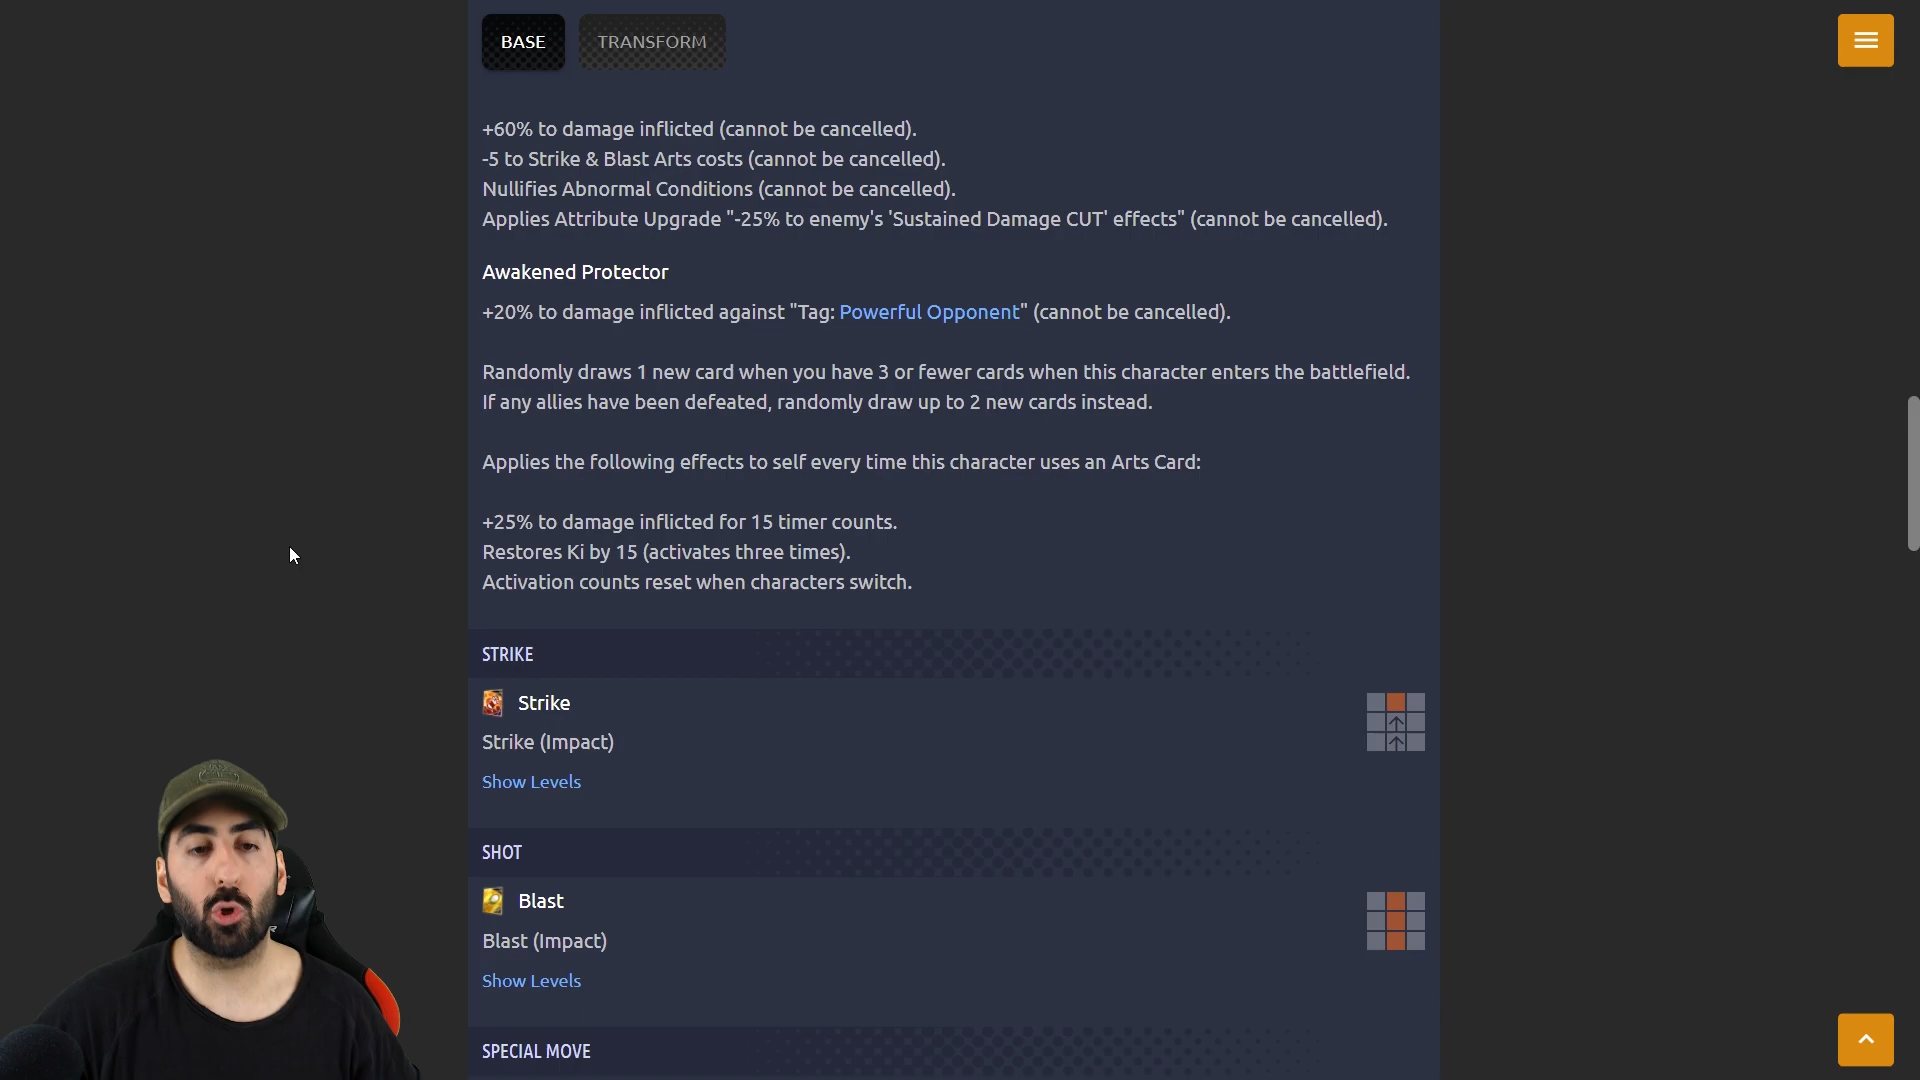 BASE
TRANSFORM
+60% to damage inflicted (cannot be cancelled).
-5 to Strike & Blast Arts costs (cannot be cancelled).
Nullifies Abnormal Conditions (cannot be cancelled).
Applies Attribute Upgrade "-25% to enemy's 'Sustained Damage CUT' effects" (cannot be cancelled).
Awakened Protector
+20% to damage inflicted against "Tag: Powerful Opponent" (cannot be cancelled).
Randomly draws 1 new card when you have 3 or fewer cards when this character enters the battlefield.
If any allies have been defeated, randomly draw up to 2 new cards instead.
Applies the following effects to self every time this character uses an Arts Card:
+25% to damage inflicted for 15 timer counts.
Restores Ki by 15 (activates three times).
Activation counts reset when characters switch.
STRIKE
Strike
Strike (Impact)
Show Levels
SHOT
Blast
Blast (Impact)
Show Levels
SPECIAL MOVE